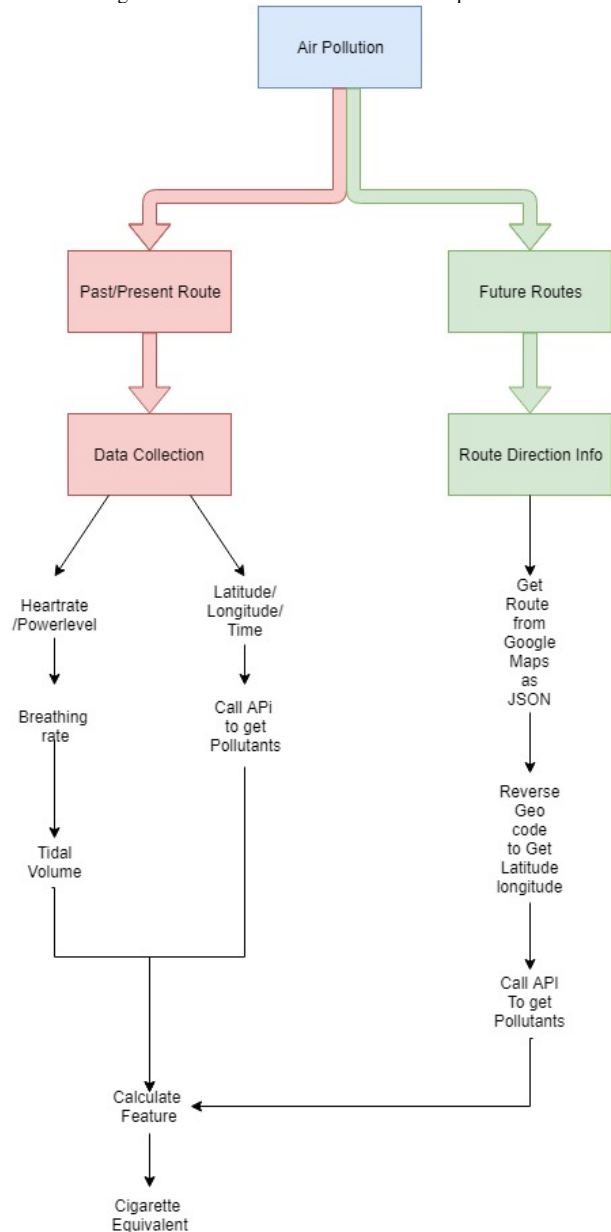 Air Pollution
Past/Present Route
Future Routes
Data Collection
Route Direction Info
Heartrate
/Powerlevel
Latitude/
Longitude/
Time
Get
Route
from
Google
Maps
as
JSON
Breathing
rate
Call APi
to get
Pollutants
Reverse
Geo
code
to Get
Latitude
longitude
Tidal
Volume
Call API
To get
Pollutants
Calculate
Feature
Cigarette
Equivalent